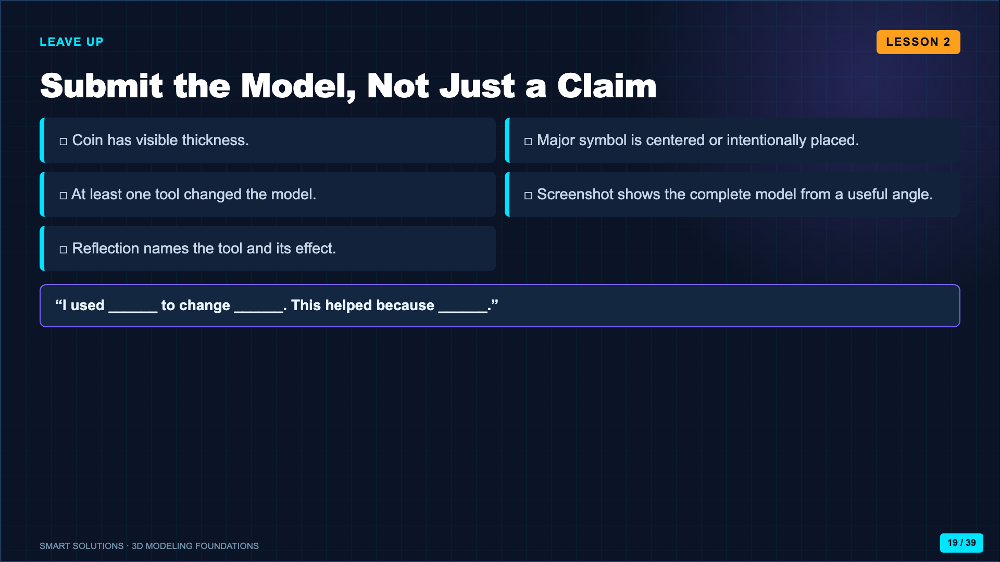 LEAVE UP
LESSON 2
Submit the Model, Not Just a Claim
□ Coin has visible thickness.
□ Major symbol is centered or intentionally placed.
□ At least one tool changed the model.
□ Screenshot shows the complete model from a useful angle.
□ Reflection names the tool and its effect.
“I used ______ to change ______. This helped because ______.”
SMART SOLUTIONS · 3D MODELING FOUNDATIONS
19 / 39